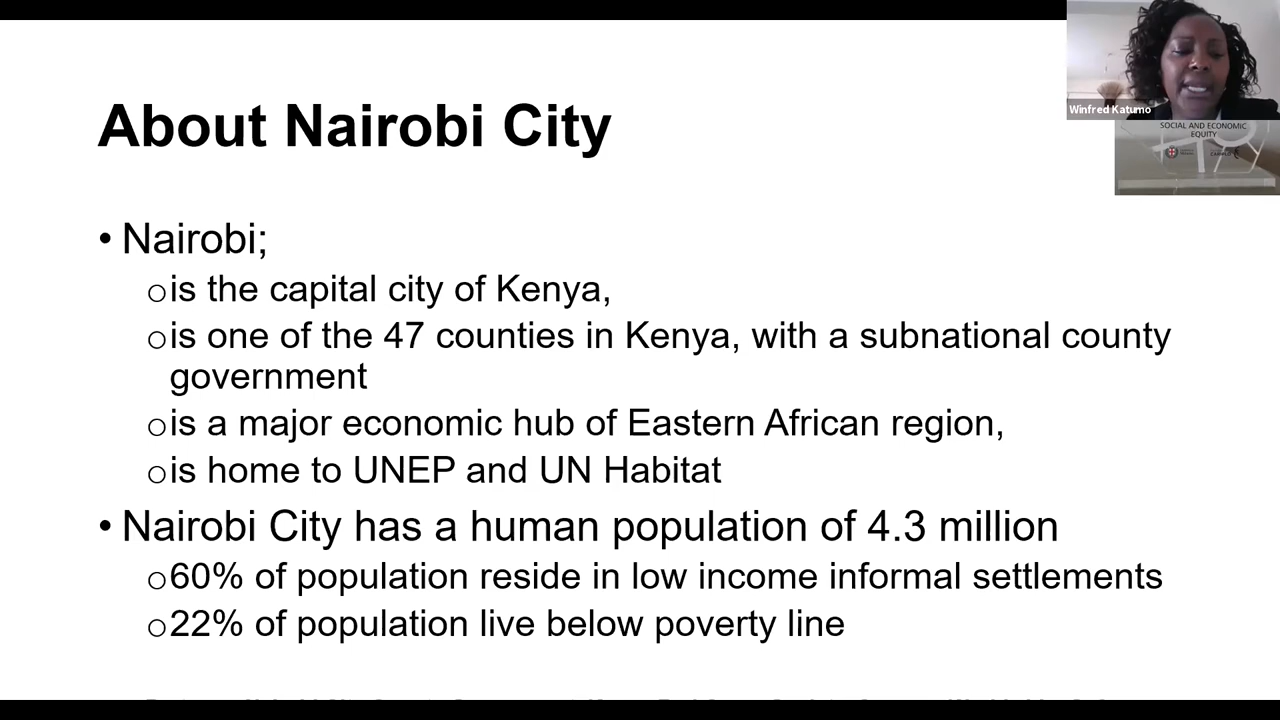 About Nairobi City
Winfred Katumo
SOCIAL AND ECONOMIC
EQUITY
• Nairobi;
○ is the capital city of Kenya,
○ is one of the 47 counties in Kenya, with a subnational county
government
○ is a major economic hub of Eastern African region,
○ is home to UNEP and UN Habitat
• Nairobi City has a human population of 4.3 million
○ 60% of population reside in low income informal settlements
○ 22% of population live below poverty line